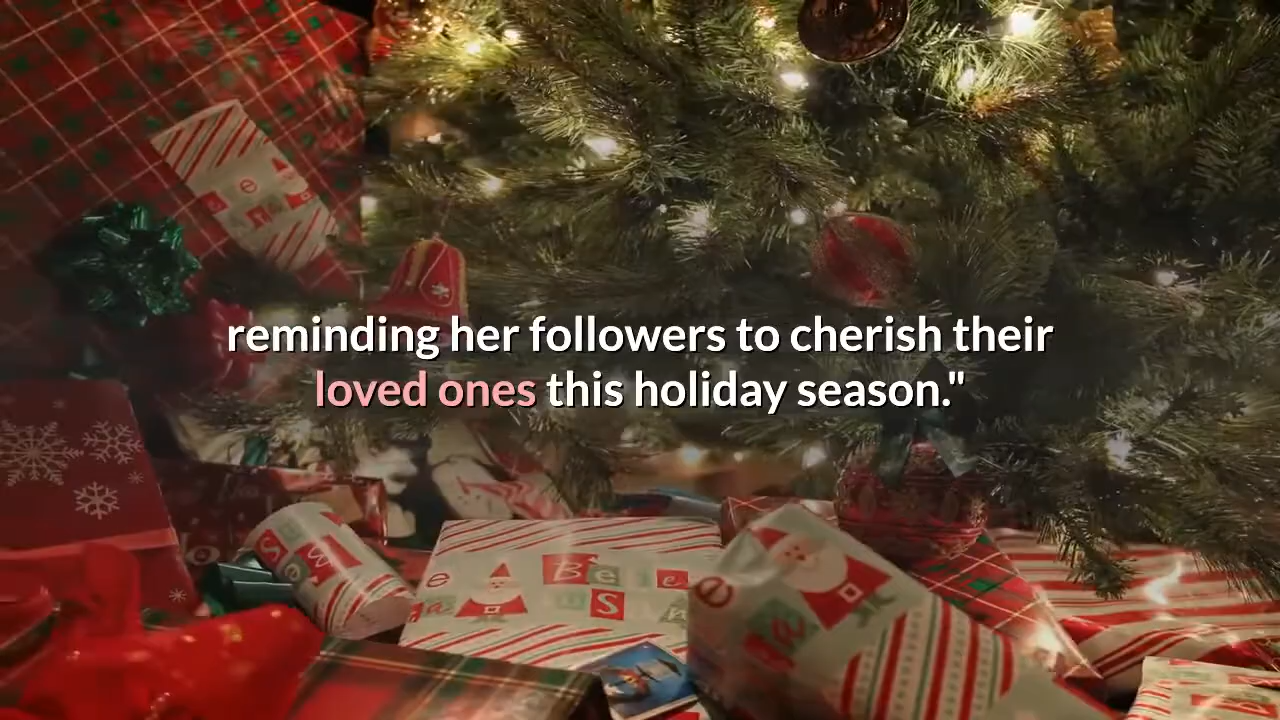 reminding her followers to cherish their
loved ones this holiday season."